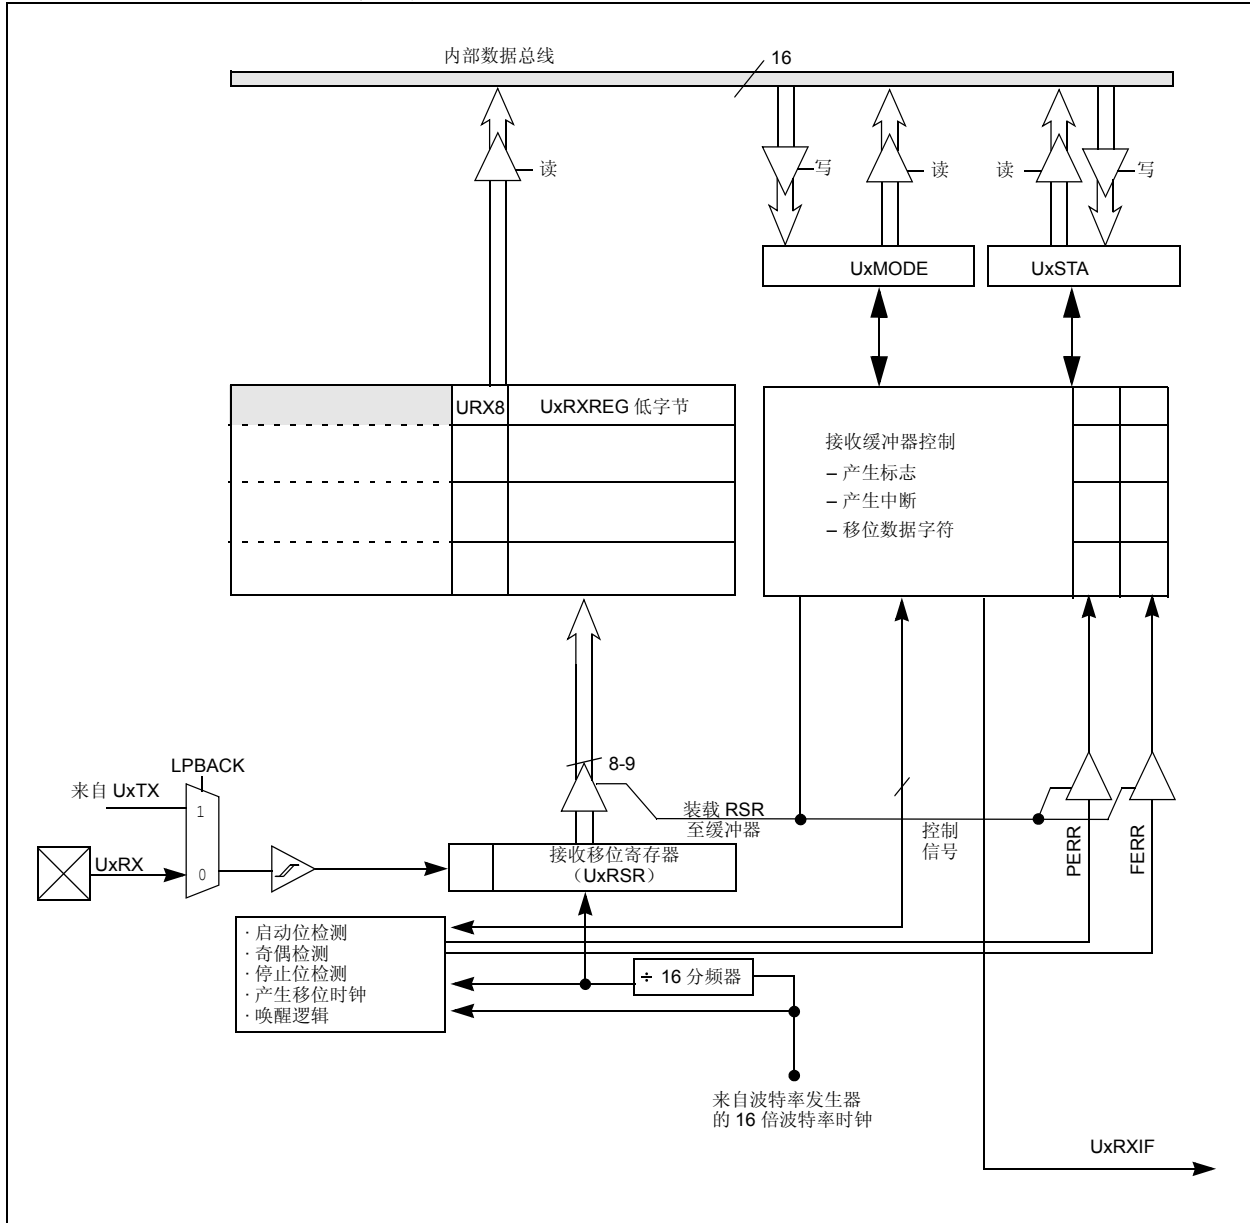 内部数据总线
16
读
写
读
读
写
UxMODE
UxSTA
URX8
UxRXREG 低字节
接收缓冲器控制
– 产生标志
– 产生中断
– 移位数据字符
8-9
LPBACK
来自 UxTX
1
装载 RSR
至缓冲器
控制
信号
PERR
FERR
UxRX
0
接收移位寄存器
（UxRSR）
· 启动位检测
· 奇偶检测
· 停止位检测
· 产生移位时钟
· 唤醒逻辑
÷ 16 分频器
来自波特率发生器
的 16 倍波特率时钟
UxRXIF